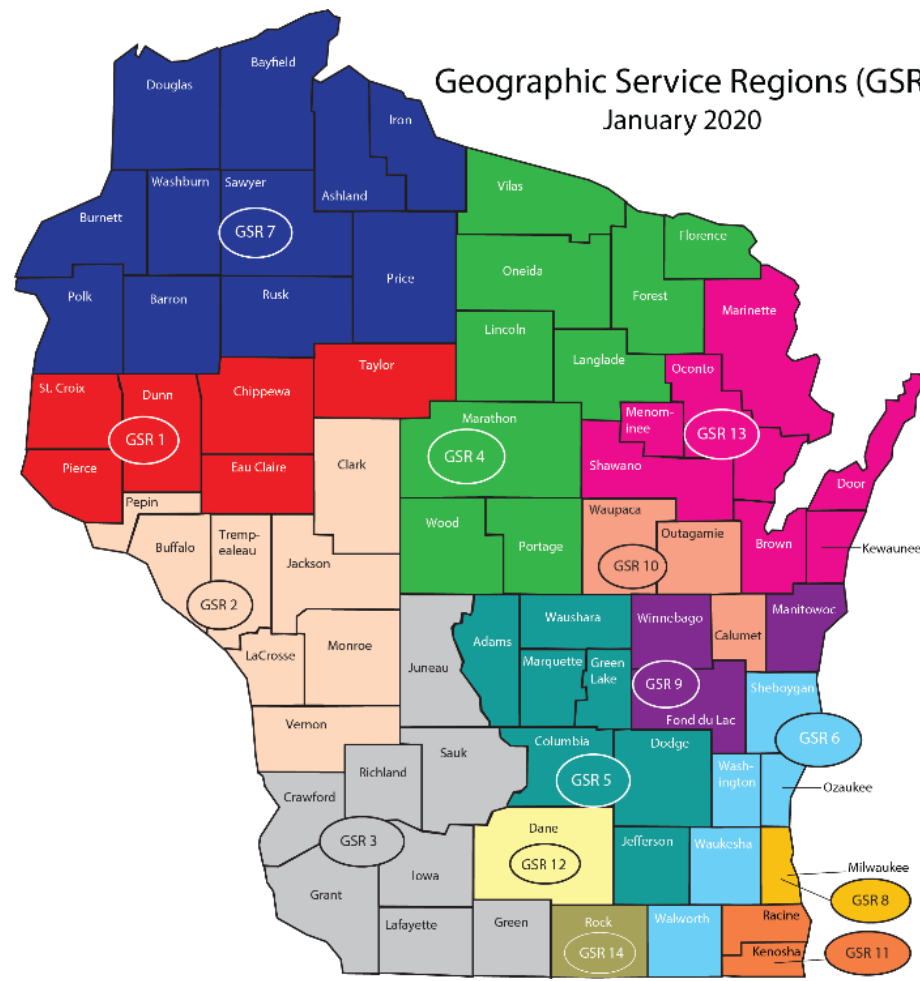 Geographic Service Regions (GSR
January 2020
Douglas
Bayfield
Iron
Ashland
Washburn
Sawyer
Burnett
GSR 7
Vilas
Florence
Polk
Barron
Rusk
Price
Oneida
Forest
Marinette
Lincoln
Langlade
Oconto
St. Croix
Dunn
Chippewa
Taylor
GSR 1
Pierce
Eau Claire
Marathon
GSR 4
Menom-
inee
GSR 13
Shawano
Clark
Door
Pepin
Buffalo
Tremp-
ealeau
Jackson
GSR 2
Wood
Portage
Waupaca
Outagamie
GSR 10
Brown
Kewaunee
LaCrosse
Monroe
Juneau
Adams
Waushara
Marquette
Green
Lake
Winnebago
Calumet
Manitowoc
GSR 9
Fond du Lac
Sheboygan
GSR 6
Vernon
Richland
Sauk
Columbia
Dodge
GSR 5
Wash-
ington
Ozaukee
Crawford
GSR 3
Iowa
Dane
GSR 12
Jefferson
Waukesha
Milwaukee
GSR 8
Grant
Lafayette
Green
Rock
GSR 14
Walworth
Racine
Kenosha
GSR 11